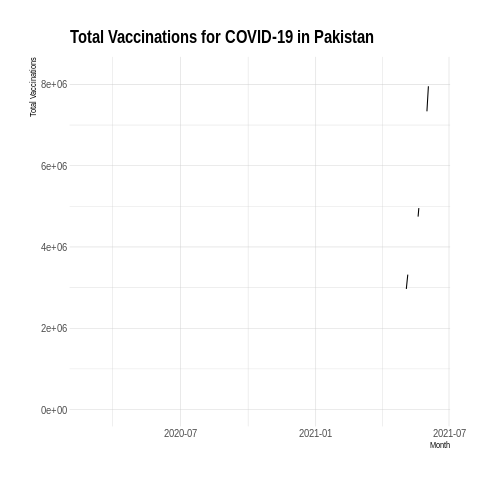 Total Vaccinations for COVID-19 in Pakistan
Total Vaccinations
8e+06
6e+06
4e+06
2e+06
0e+00
2020-07 2021-01 2021-07
Month